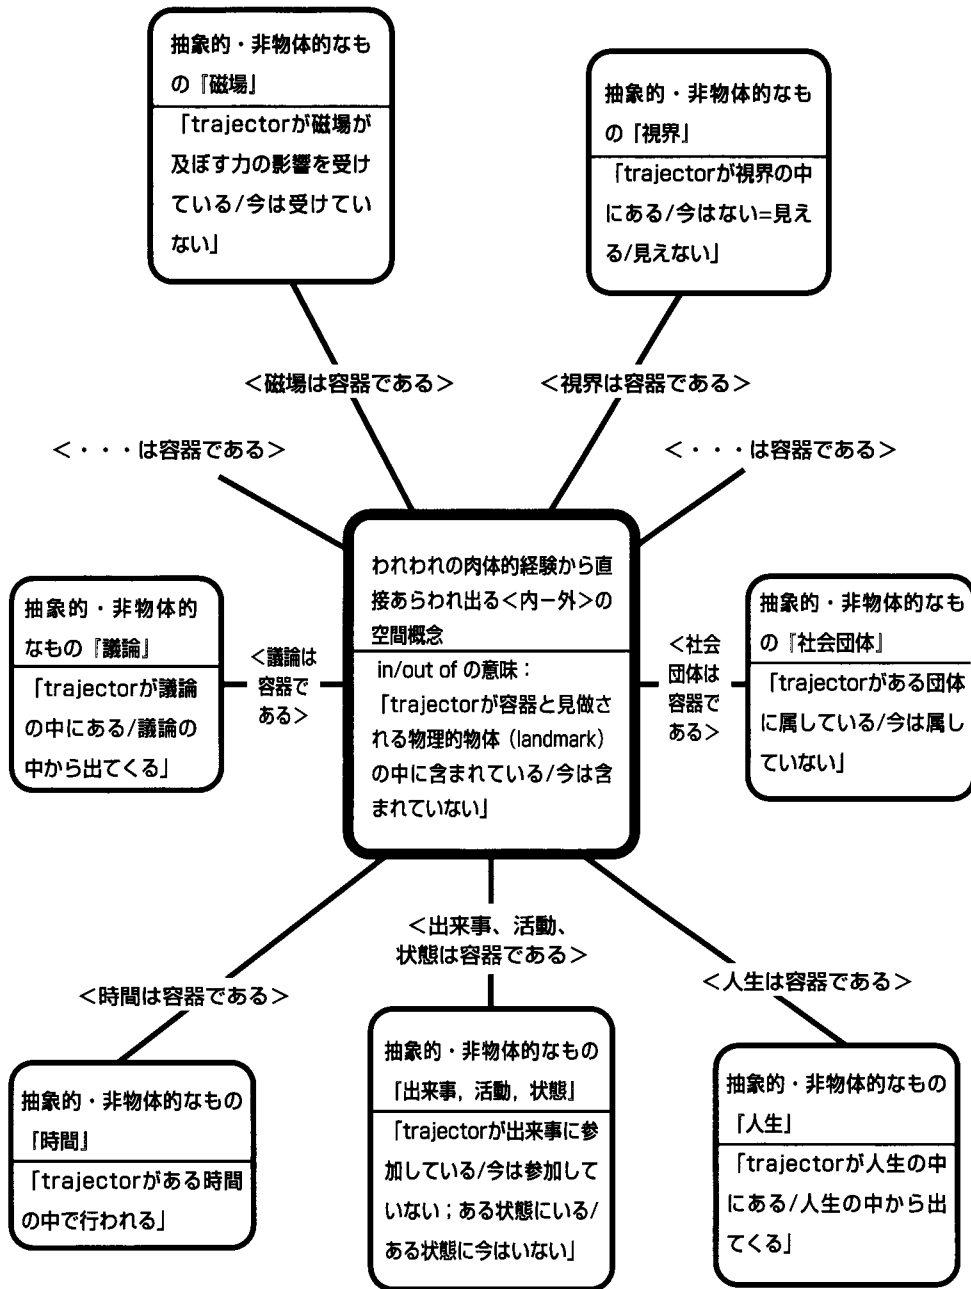 抽象的・非物体的なも
の『磁場』
「trajectorが磁場が
及ぼす力の影響を受け
ている/今は受けてい
ない」
抽象的・非物体的なも
の「視界』
「trajectorが視界の中
にある/今はない=見え
る/見えない」
＜磁場は容器である＞
＜視界は容器である＞
＜・・・は容器である＞
＜・・・は容器である＞
われわれの肉体的経験から直
接あらわれ出る＜内－外＞の
空間概念
in/out of の意味：
「trajectorが容器と見做さ
れる物理的物体（landmark）
の中に含まれている/今は含
まれていない」
抽象的・非物体的
なもの『議論』
「trajectorが議論
の中にある/議論の
中から出てくる」
＜議論は
容器で
ある＞
＜社会
団体は
容器で
ある＞
抽象的・非物体的なも
の『社会団体』
「trajectorがある団体
に属している/今は属し
ていない」
＜出来事、活動、
状態は容器である＞
＜時間は容器である＞
＜人生は容器である＞
抽象的・非物体的なもの
『時間』
「trajectorがある時間
の中で行われる」
抽象的・非物体的なもの
「出来事，活動，状態」
「trajectorが出来事に参
加している/今は参加して
いない；ある状態にいる/
ある状態に今はいない」
抽象的・非物体的なもの
『人生』
「trajectorが人生の中
にある/人生の中から出
てくる」